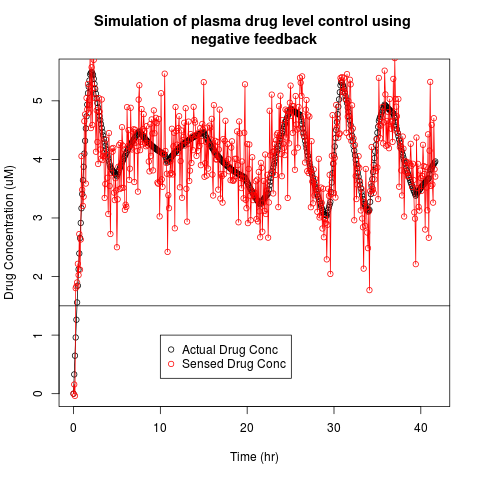 Simulation of plasma drug level control using
negative feedback
Drug Concentration (uM)
5
4
3
2
1
0
Actual Drug Conc
Sensed Drug Conc
0
10
20
30
40
Time (hr)